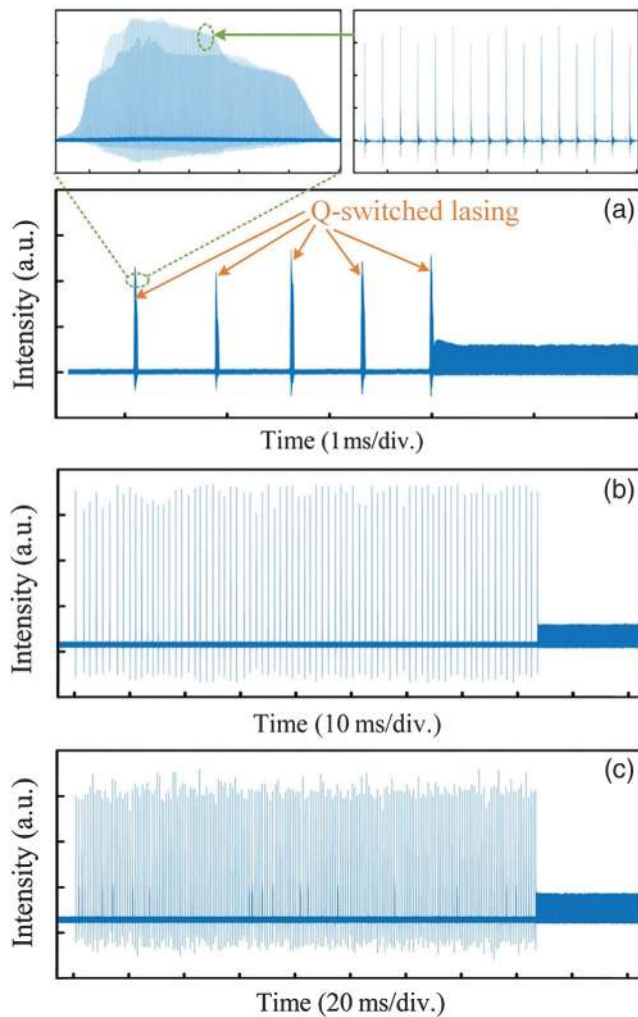 (a)
Q-switched lasing
Intensity (a.u.)
Time (1 ms/div.)
(b)
Intensity (a.u.)
Time (10 ms/div.)
(c)
Intensity (a.u.)
Time (20 ms/div.)